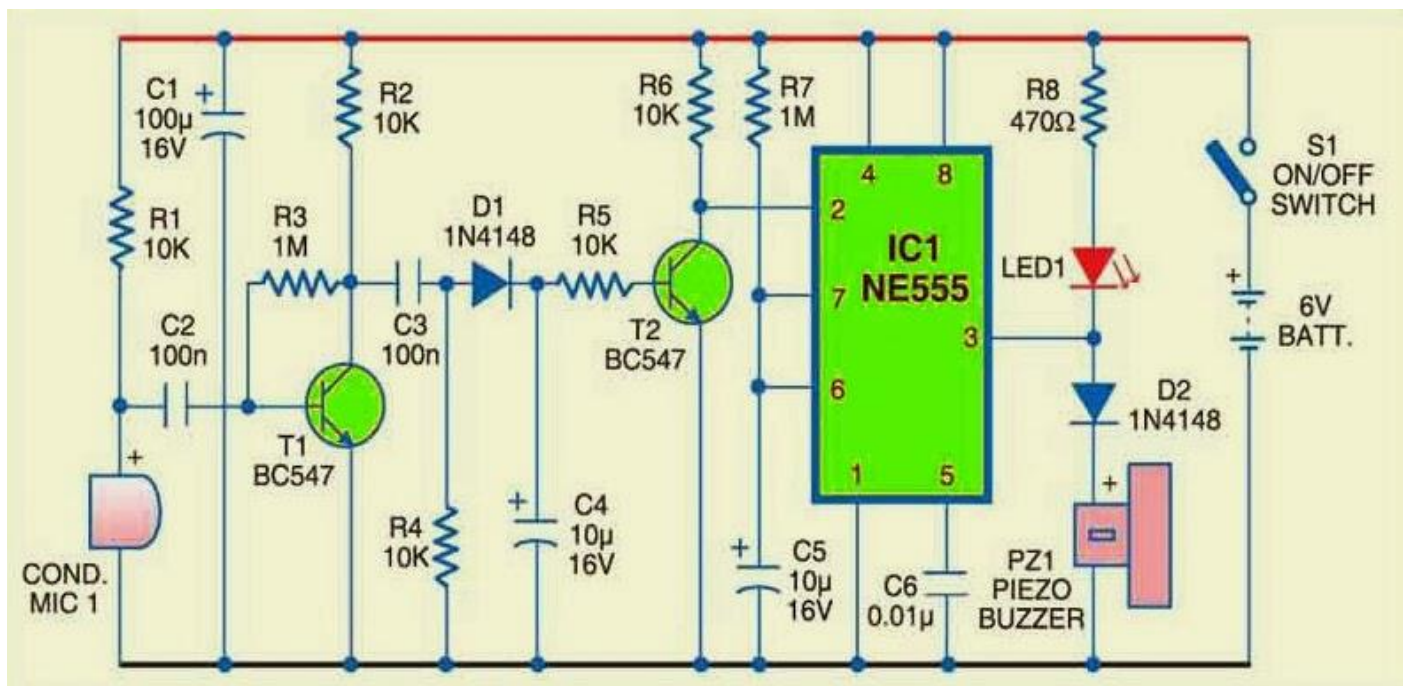 C1
100µ
16V
+
R2
10K
R6
10K
R7
1M
R8
470Ω
S1
ON/OFF
SWITCH
R1
10K
R3
1M
D1
1N4148
R5
10K
4
8
2
IC1
NE555
LED1
C2
100n
C3
100n
T2
BC547
7
3
+
6V
BATT.
6
D2
1N4148
+
T1
BC547
1
5
+
COND.
MIC 1
R4
10K
+
C4
10µ
16V
+
C5
10µ
16V
C6
0.01µ
PZ1
PIEZO
BUZZER